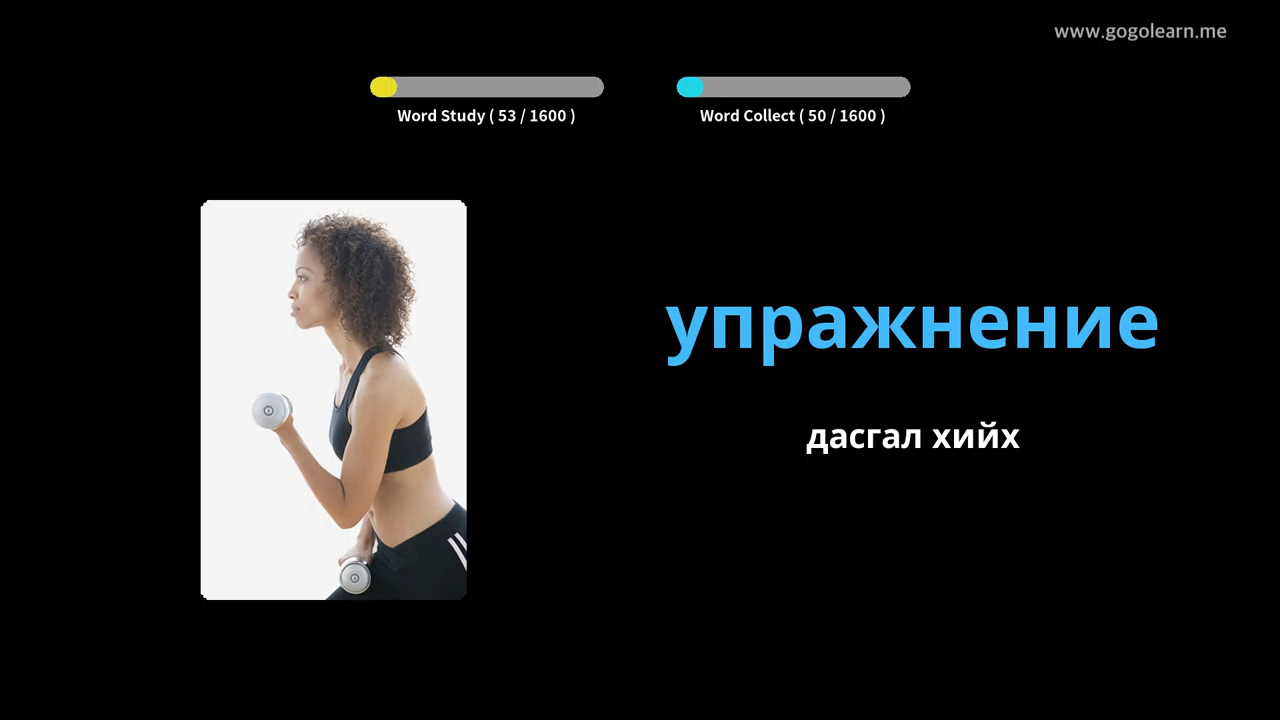 www.gogolearn.me
Word Study ( 53 / 1600 )
Word Collect ( 50 / 1600 )
упражнение
дасгал хийх